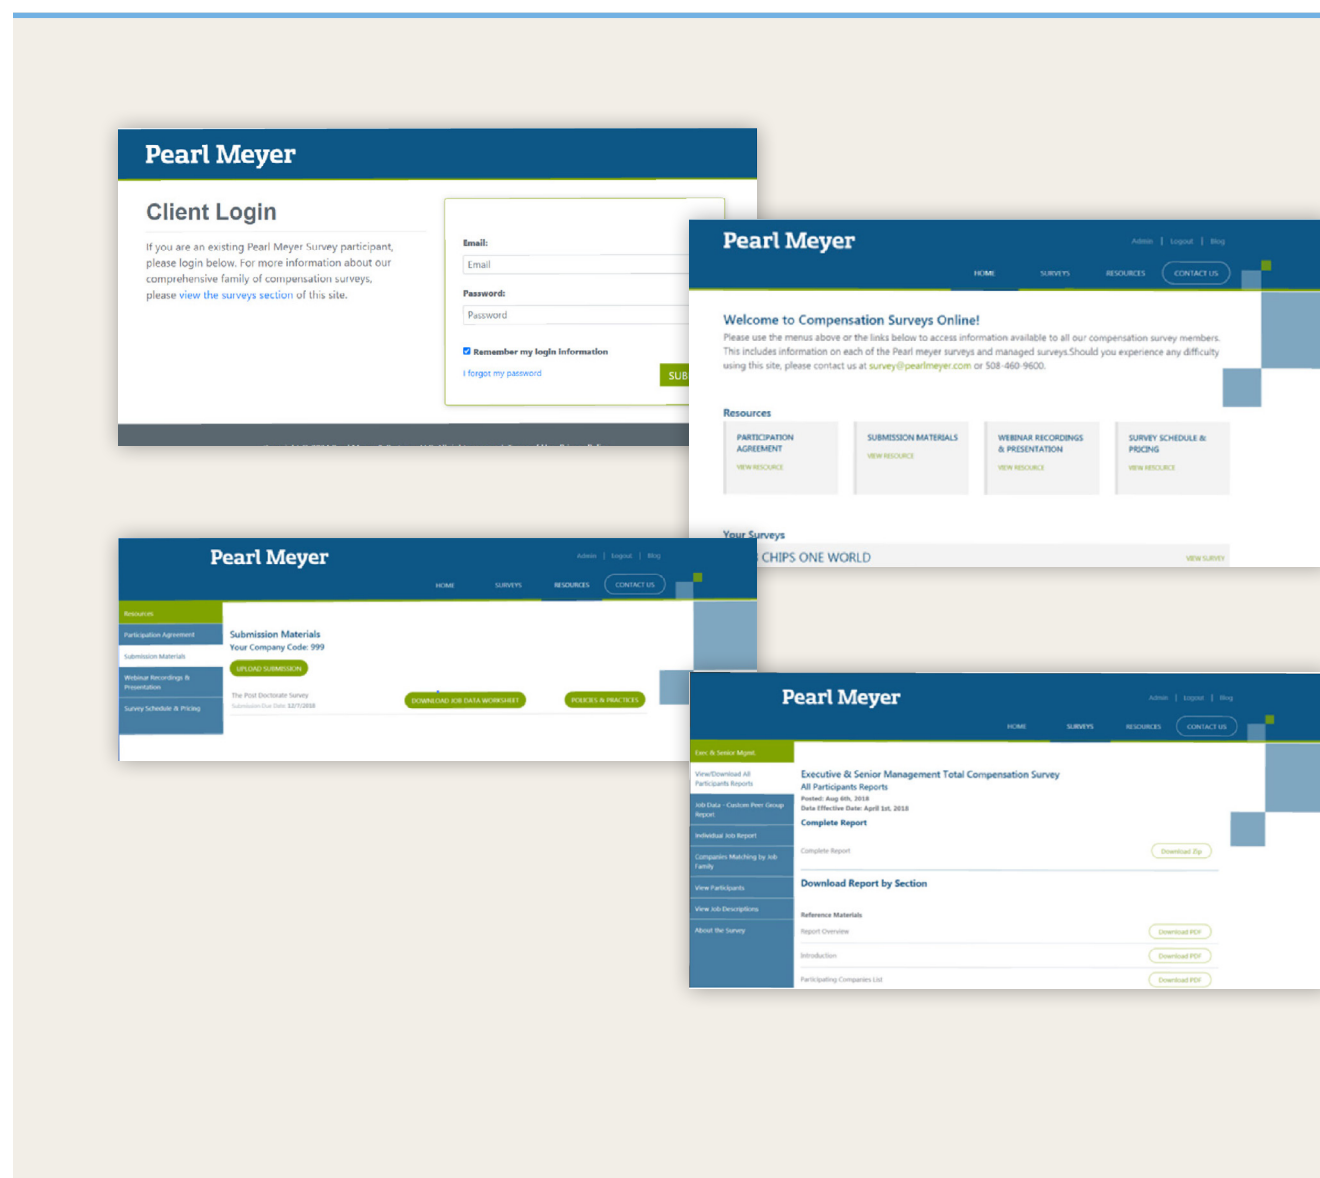 Pearl Meyer
Client Login
If you are an existing Pearl Meyer Survey participant,
please login below. For more information about our
comprehensive family of compensation surveys,
please view the surveys section of this site.
Email:
Email
Password:
Password
Remember my login information
I forgot my password
SUB
Pearl Meyer
Admin | Logout | Blog
HOME SURVEYS RESOURCES CONTACT US
Welcome to Compensation Surveys Online!
Please use the menus above or the links below to access information available to all our compensation survey members.
This includes information on each of the Pearl meyer surveys and managed surveys.Should you experience any difficulty
using this site, please contact us at survey@pearlmeyer.com or 508-460-9600.
Resources
PARTICIPATION
AGREEMENT
VIEW RESOURCE
SUBMISSION MATERIALS
VIEW RESOURCE
WEBINAR RECORDINGS
& PRESENTATION
VIEW RESOURCE
SURVEY SCHEDULE &
PRICING
VIEW RESOURCE
Your Surveys
CHIPS ONE WORLD
VIEW SURVEY
Pearl Meyer
Admin | Logout | Blog
HOME SURVEYS RESOURCES CONTACT US
Resources
Participation Agreement
Submission Materials
Webinar Recordings &
Presentation
Survey Schedule & Pricing
Submission Materials
Your Company Code: 999
UPLOAD SUBMISSION
The Post Doctorate Survey
Submission Due Date: 12/7/2018
DOWNLOAD JOB DATA WORKSHEET
POLICIES & PRACTICES
Pearl Meyer
Admin | Logout | Blog
HOME SURVEYS RESOURCES CONTACT US
Exec & Senior Mgmt.
View/Download All
Participants Reports
Job Data - Custom Peer Group
Report
Individual Job Report
Companies Matching by Job
Family
View Participants
View Job Descriptions
About the Survey
Executive & Senior Management Total Compensation Survey
All Participants Reports
Posted: Aug 6th, 2018
Data Effective Date: April 1st, 2018
Complete Report
Complete Report
Download Zip
Download Report by Section
Reference Materials
Report Overview
Download PDF
Introduction
Download PDF
Participating Companies List
Download PDF